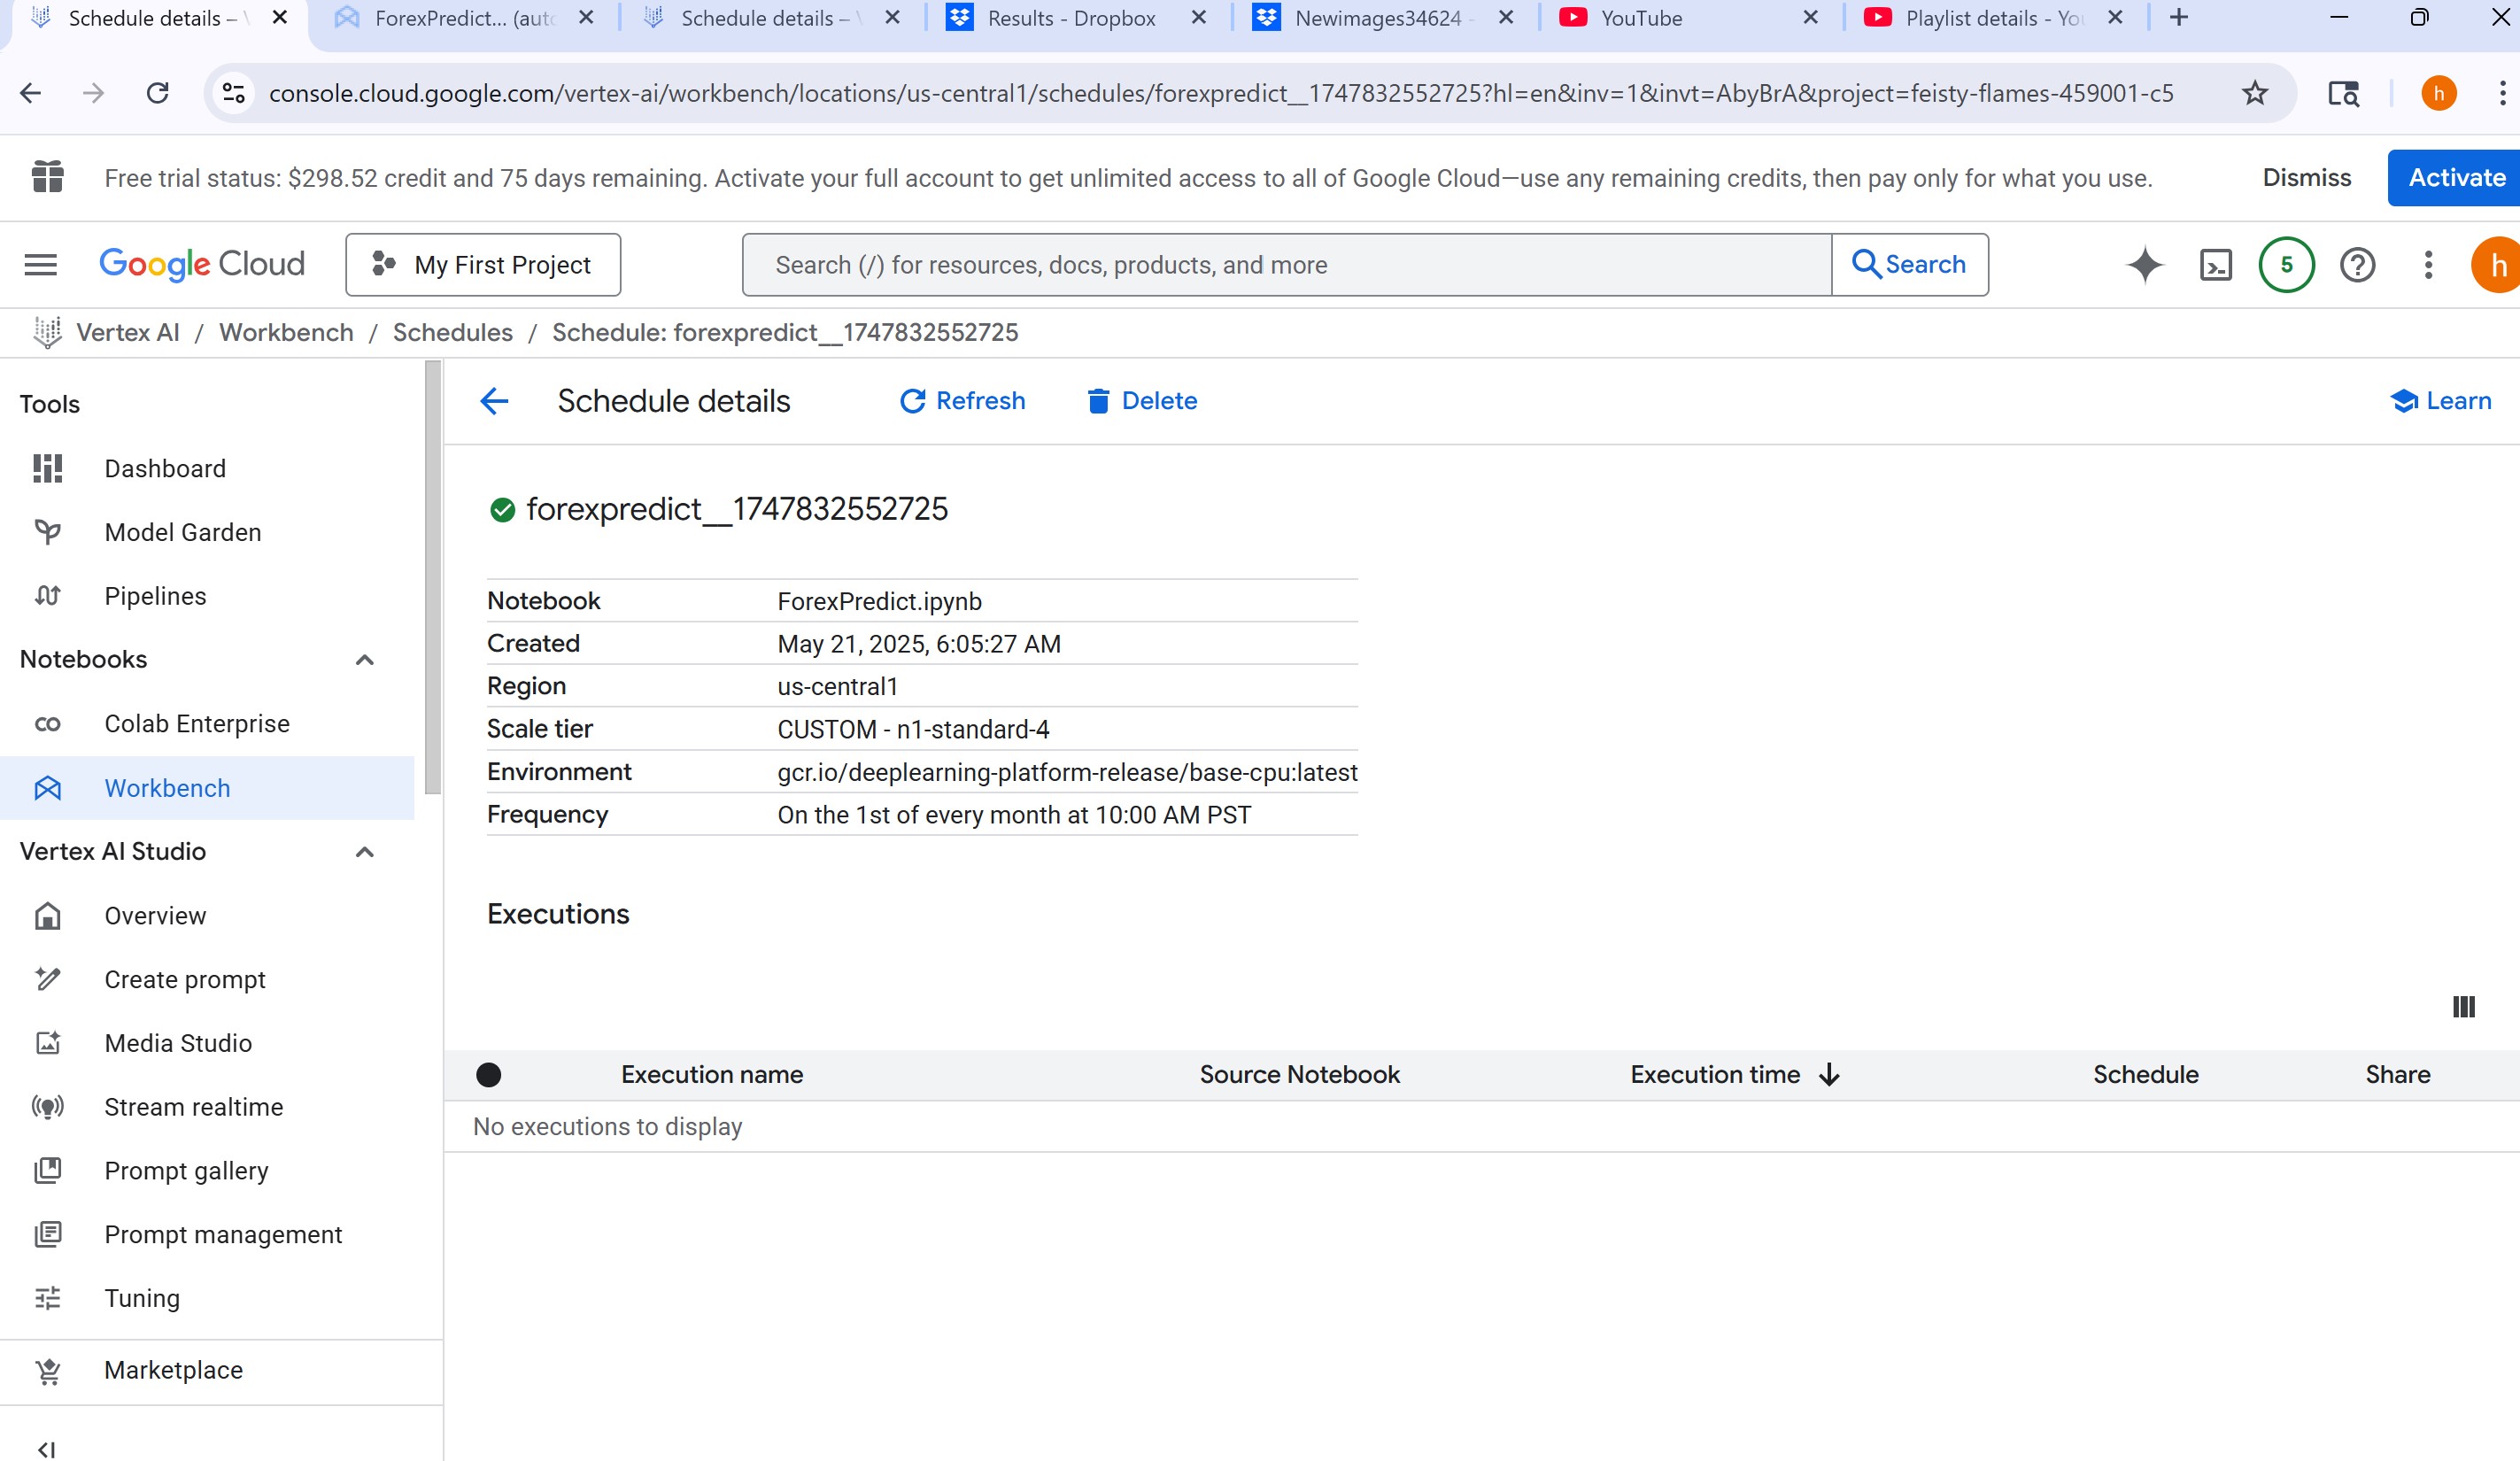 Schedule details –
ForexPredict... (auto
Schedule details –
Results - Dropbox
Newimages34624 -
YouTube
Playlist details - You
console.cloud.google.com/vertex-ai/workbench/locations/us-central1/schedules/forexpredict__1747832552725?hl=en&inv=1&invt=AbyBrA&project=feisty-flames-459001-c5
h
Free trial status: $298.52 credit and 75 days remaining. Activate your full account to get unlimited access to all of Google Cloud—use any remaining credits, then pay only for what you use.
Dismiss
Activate
Google Cloud
My First Project
Search (/) for resources, docs, products, and more
Search
5
h
Vertex AI / Workbench / Schedules / Schedule: forexpredict__1747832552725
Tools
Dashboard
Model Garden
Pipelines
Notebooks
Colab Enterprise
Workbench
Vertex AI Studio
Overview
Create prompt
Media Studio
Stream realtime
Prompt gallery
Prompt management
Tuning
Marketplace
Schedule details
Refresh
Delete
Learn
forexpredict__1747832552725
Notebook ForexPredict.ipynb
Created May 21, 2025, 6:05:27 AM
Region us-central1
Scale tier CUSTOM - n1-standard-4
Environment gcr.io/deeplearning-platform-release/base-cpu:latest
Frequency On the 1st of every month at 10:00 AM PST
Executions
Execution name Source Notebook Execution time Schedule Share
No executions to display